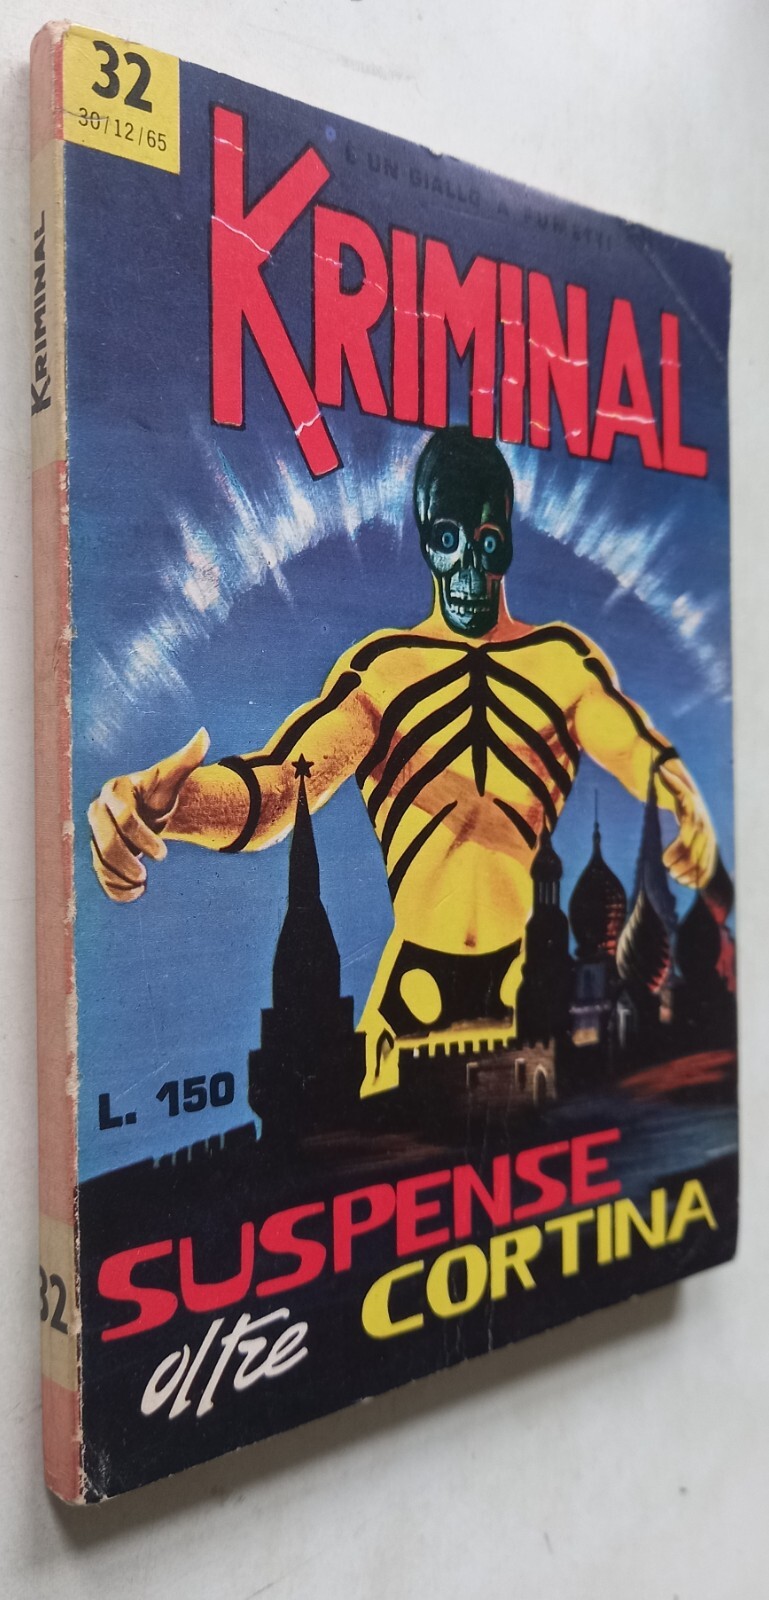 32
30/12/65
È UN GIALLO A FUMETTI
KRIMINAL
L. 150
SUSPENSE
oltre CORTINA
KRIMINAL
32